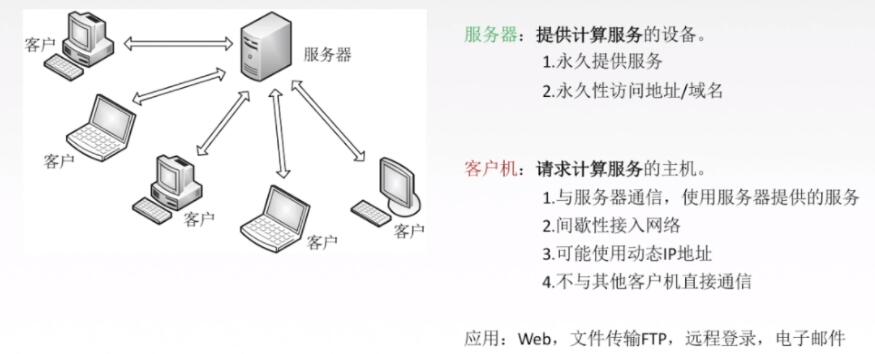 客户
服务器
客户
客户
客户
客户
服务器：提供计算服务的设备。
1.永久提供服务
2.永久性访问地址/域名
客户机：请求计算服务的主机。
1.与服务器通信，使用服务器提供的服务
2.间歇性接入网络
3.可能使用动态IP地址
4.不与其他客户机直接通信
应用：Web，文件传输FTP，远程登录，电子邮件